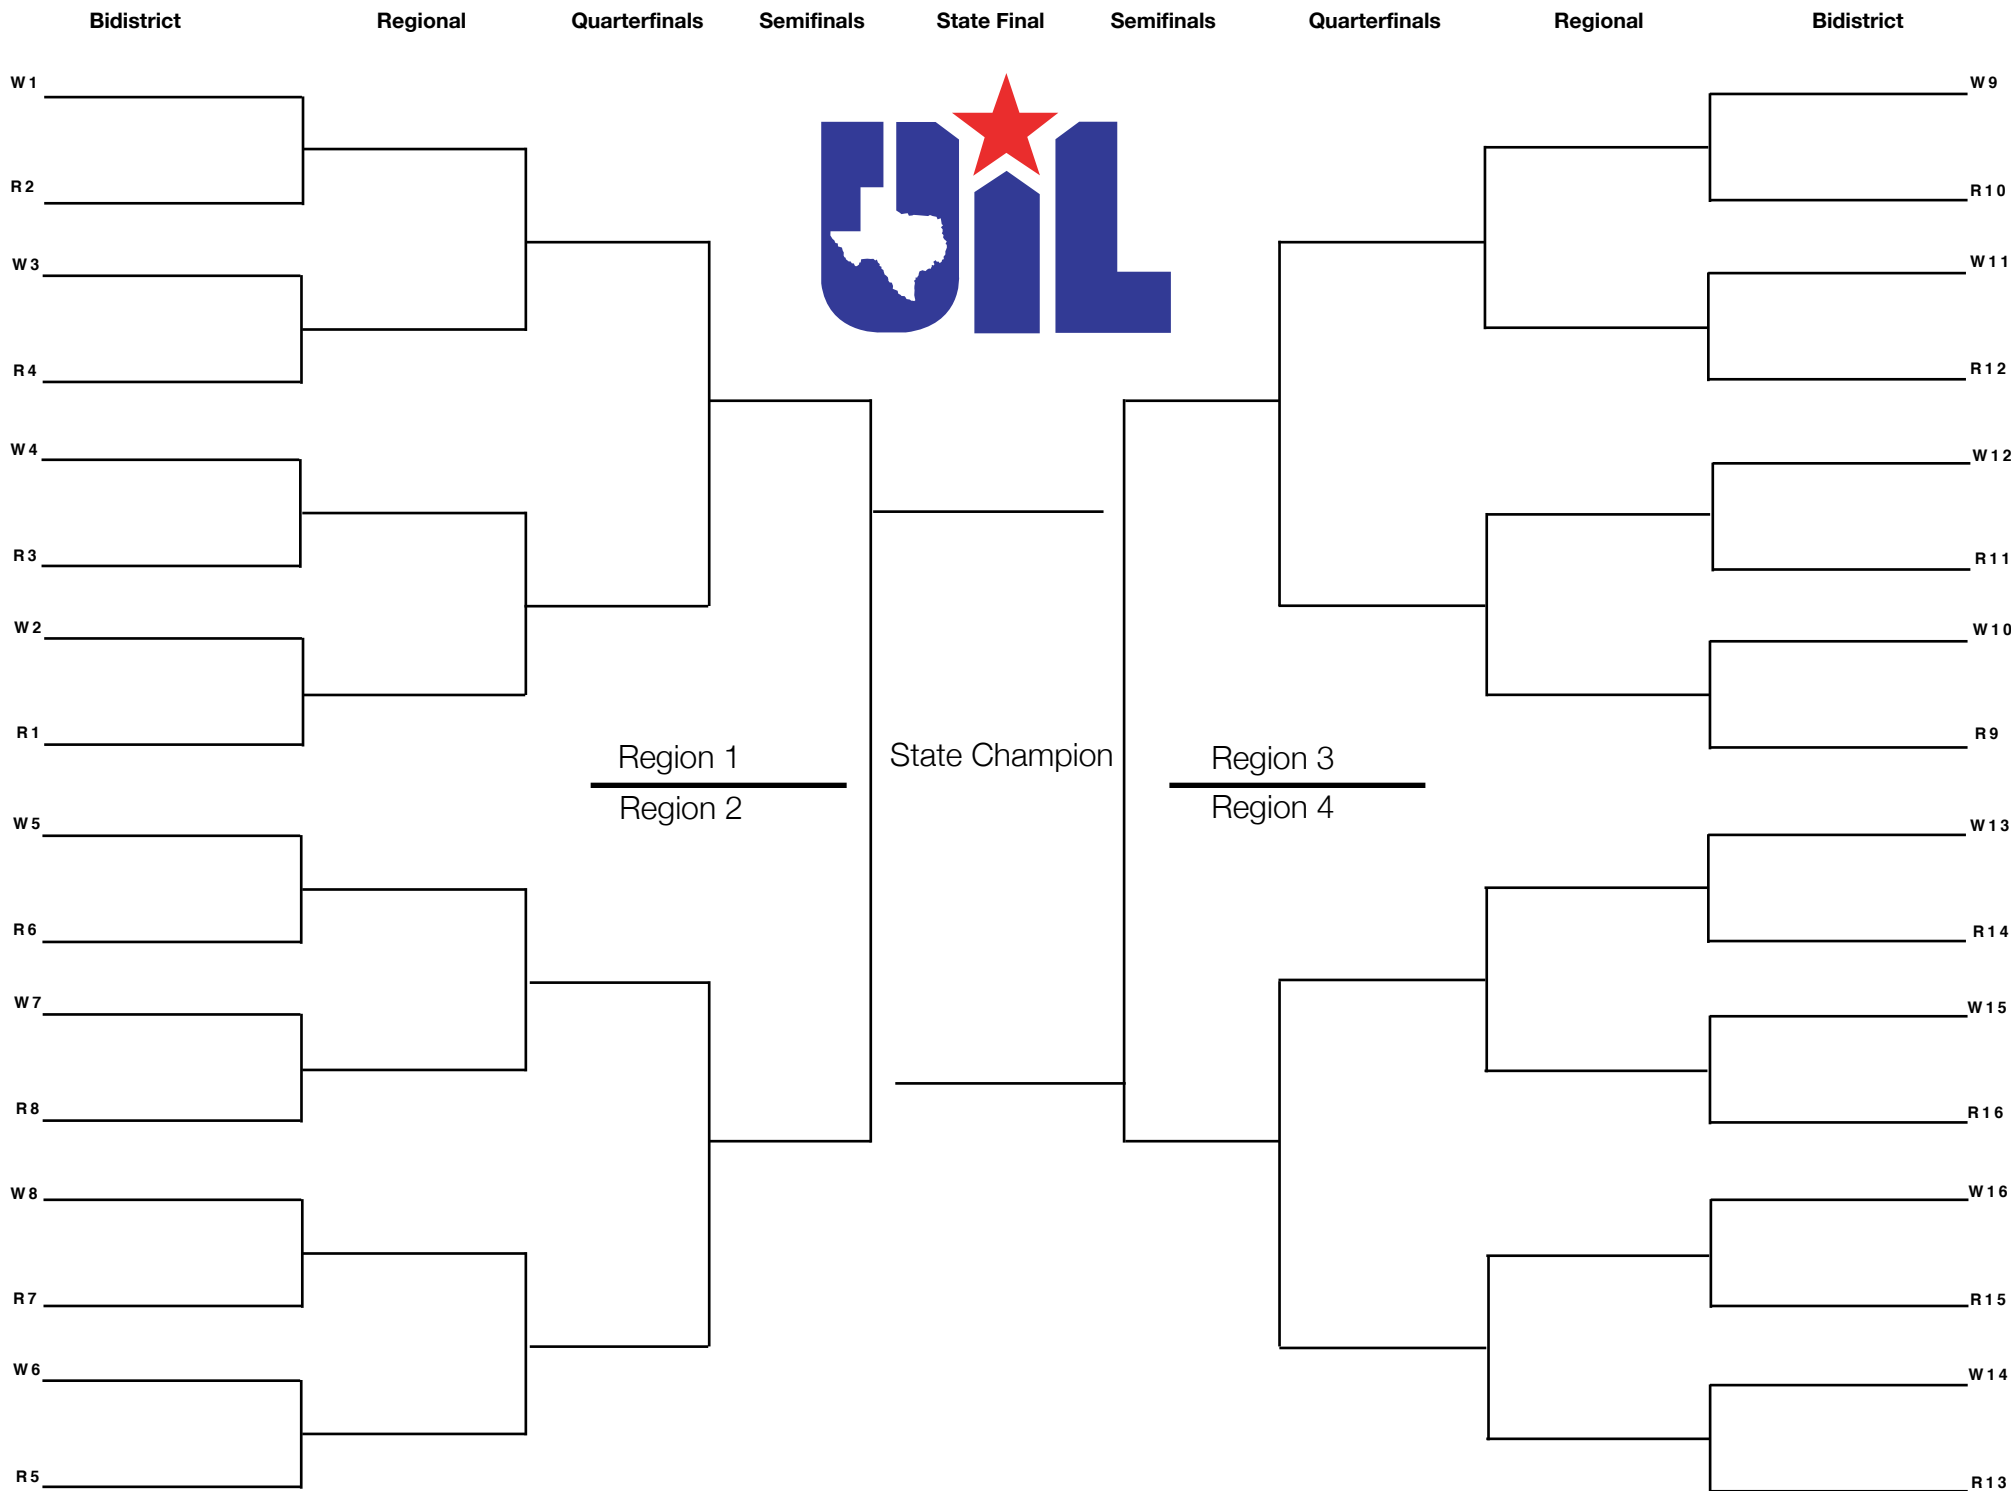 Bidistrict Regional Quarterfinals Semifinals State Final Semifinals Quarterfinals Regional Bidistrict
UiL
W1 W9
R2 R10
W3 W11
R4 R12
W4 W12
R3 R11
W2 W10
R1 R9
Region 1 State Champion Region 3
Region 2 Region 4
W5 W13
R6 R14
W7 W15
R8 R16
W8 W16
R7 R15
W6 W14
R5 R13